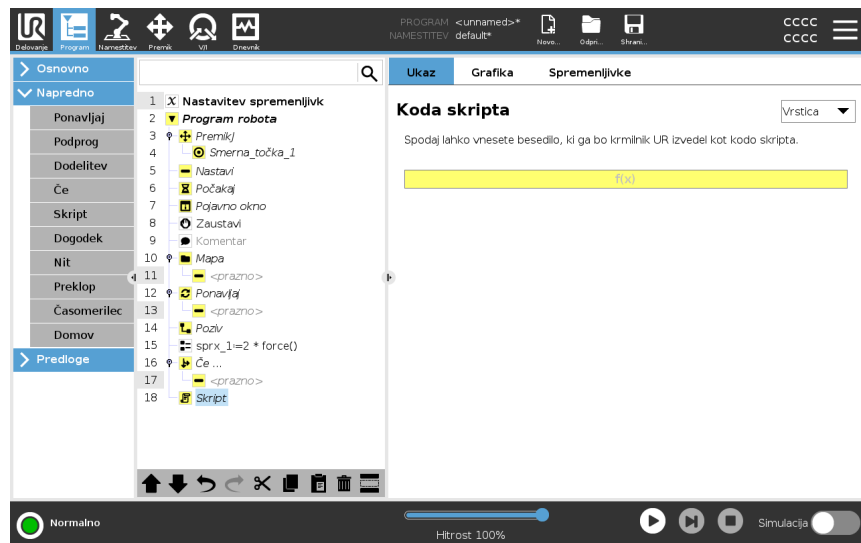 PROGRAM <unnamed>*
NAMESTITEV default*
CCCC
CCCC
UR
Delovanje Program Namestitev Premik V/I Dnevnik Novo... Odpri... Shrani...
Osnovno
Napredno
Ponavljaj
Podprog
Dodelitev
Če
Skript
Dogodek
Nit
Preklop
Časomerilec
Domov
Predloge
1 X Nastavitev spremenljivk
2 Program robota
3 PremikJ
4 Smerna_točka_1
5 Nastavi
6 Počakaj
7 Pojavno okno
8 Zaustavi
9 Komentar
10 Mapa
11 <prazno>
12 Ponavljaj
13 <prazno>
14 Poziv
15 sprx_1≔2 * force()
16 Če ...
17 <prazno>
18 Skript
Ukaz Grafika Spremenljivke
Koda skripta
Vrstica
Spodaj lahko vnesete besedilo, ki ga bo krmilnik UR izvedel kot kodo skripta.
f(x)
Normalno
Hitrost 100%
Simulacija